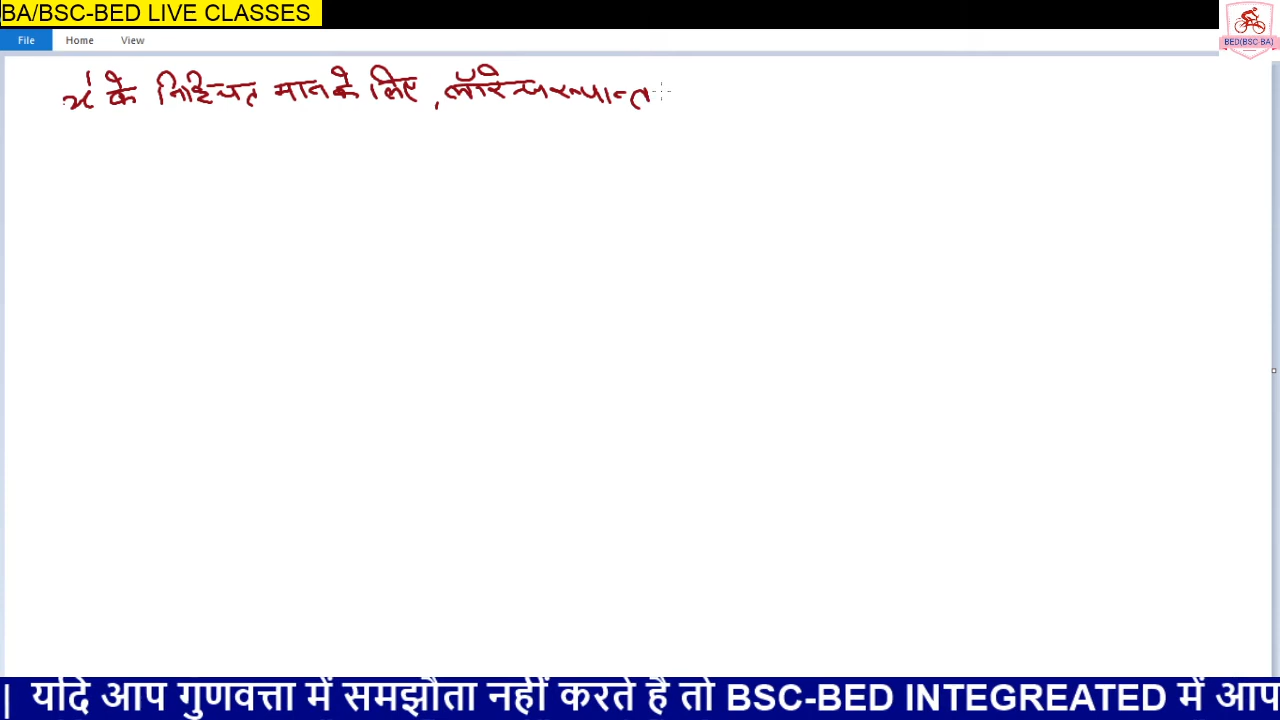 BA/BSC-BED LIVE CLASSES
BED(BSC BA)
File Home View
x' के निश्चित मान के लिए, लॉरेन्ज रूपान्त
| यदि आप गुणवत्ता में समझौता नहीं करते है तो BSC-BED INTEGREATED में आप